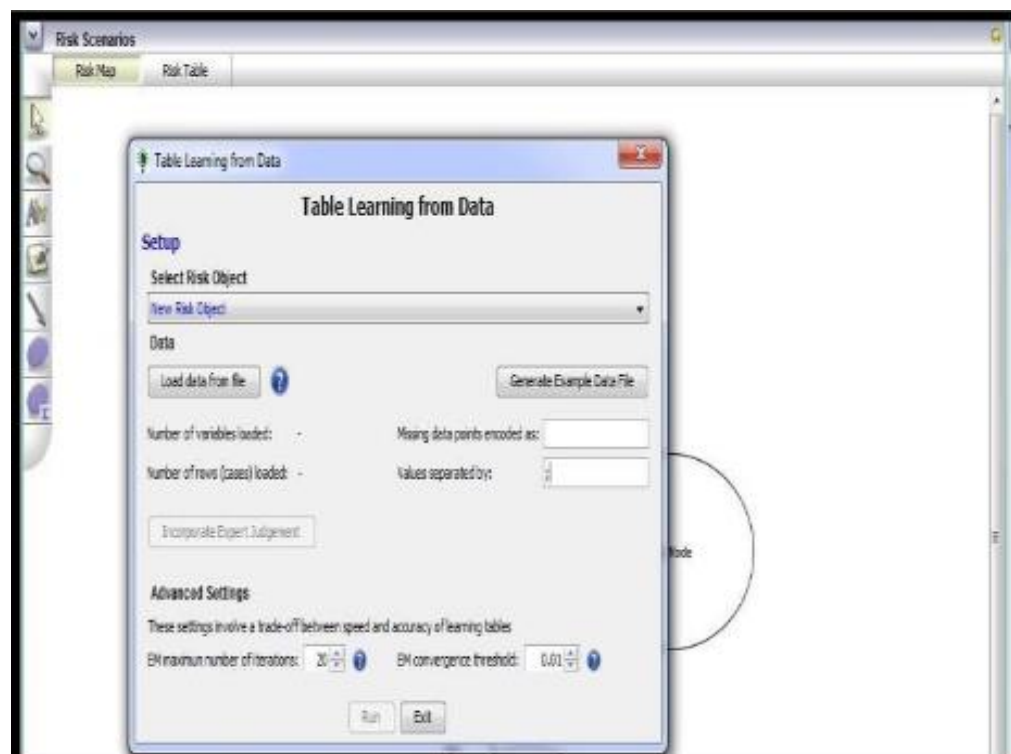 Risk Scenarios
Risk Map Risk Table
Table Learning from Data
Table Learning from Data
Setup
Select Risk Object
New Risk Object
Data
Load data from file ? Generate Example Data File
Number of variables loaded: - Missing data points encoded as:
Number of rows (cases) loaded: - Values separated by:
Incorporate Expert Judgement
Node
Advanced Settings
These settings involve a trade-off between speed and accuracy of learning tables
EM maximum number of iterations: 20 ? EM convergence threshold: 0.01 ?
Run Exit